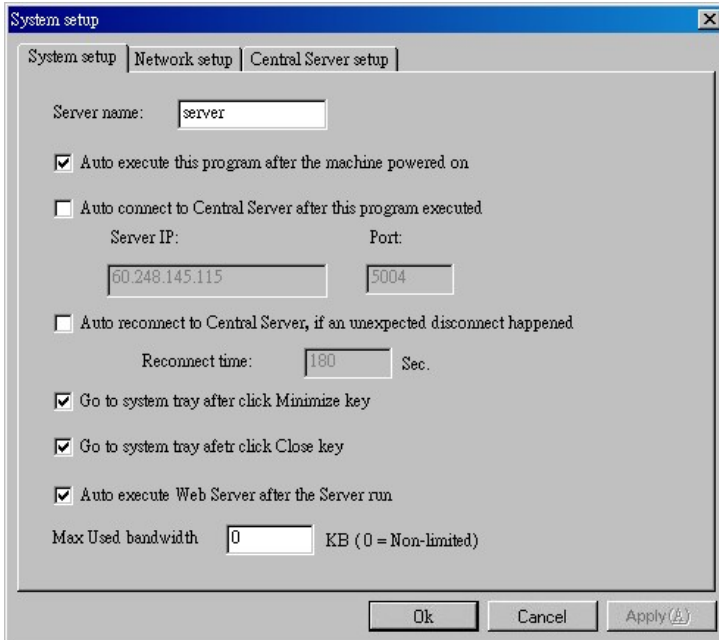 System setup
System setup Network setup Central Server setup
Server name: server
Auto execute this program after the machine powered on
Auto connect to Central Server after this program executed
Server IP: Port:
60.248.145.115 5004
Auto reconnect to Central Server, if an unexpected disconnect happened
Reconnect time: 180 Sec.
Go to system tray after click Minimize key
Go to system tray afetr click Close key
Auto execute Web Server after the Server run
Max Used bandwidth 0 KB ( 0 = Non-limited)
Ok Cancel Apply(A)